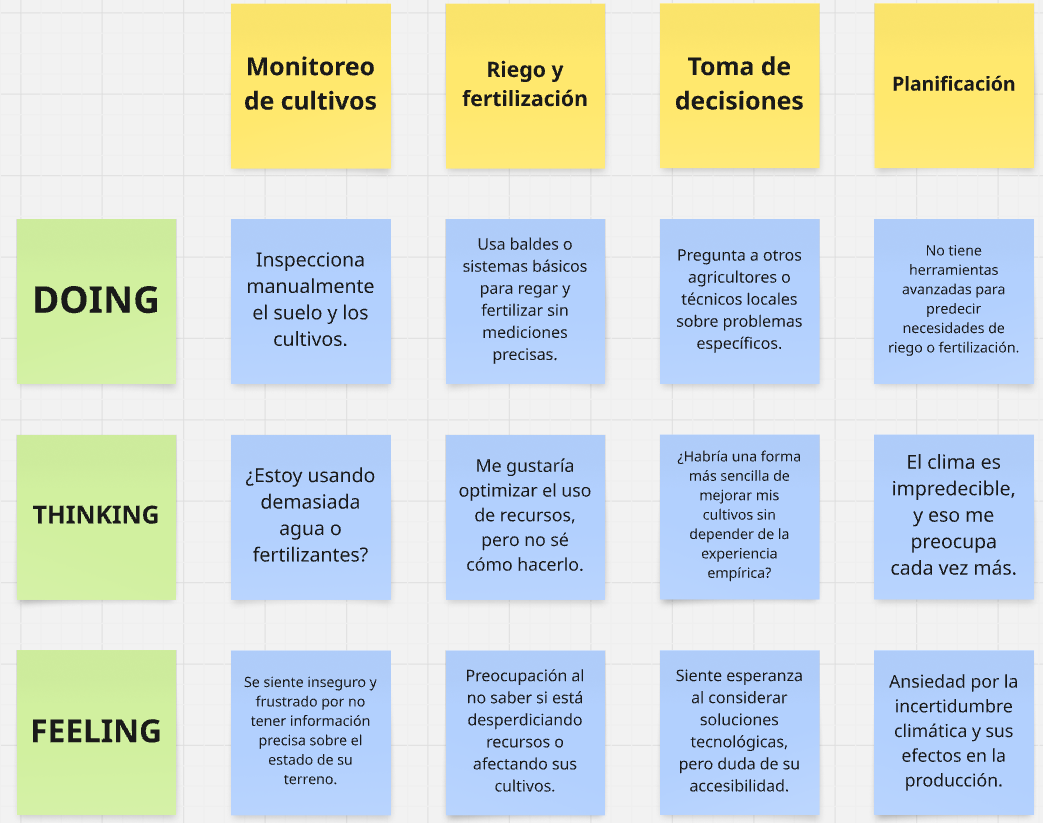 Monitoreo
de cultivos
Riego y
fertilización
Toma de
decisiones
Planificación
DOING
Inspecciona
manualmente
el suelo y los
cultivos.
Usa baldes o
sistemas básicos
para regar y
fertilizar sin
mediciones
precisas.
Pregunta a otros
agricultores o
técnicos locales
sobre problemas
específicos.
No tiene
herramientas
avanzadas para
predecir
necesidades de
riego o fertilización.
THINKING
¿Estoy usando
demasiada
agua o
fertilizantes?
Me gustaría
optimizar el uso
de recursos,
pero no sé
cómo hacerlo.
¿Habría una forma
más sencilla de
mejorar mis
cultivos sin
depender de la
experiencia
empírica?
El clima es
impredecible,
y eso me
preocupa
cada vez más.
FEELING
Se siente inseguro y
frustrado por no
tener información
precisa sobre el
estado de su
terreno.
Preocupación al
no saber si está
desperdiciando
recursos o
afectando sus
cultivos.
Siente esperanza
al considerar
soluciones
tecnológicas,
pero duda de su
accesibilidad.
Ansiedad por la
incertidumbre
climática y sus
efectos en la
producción.